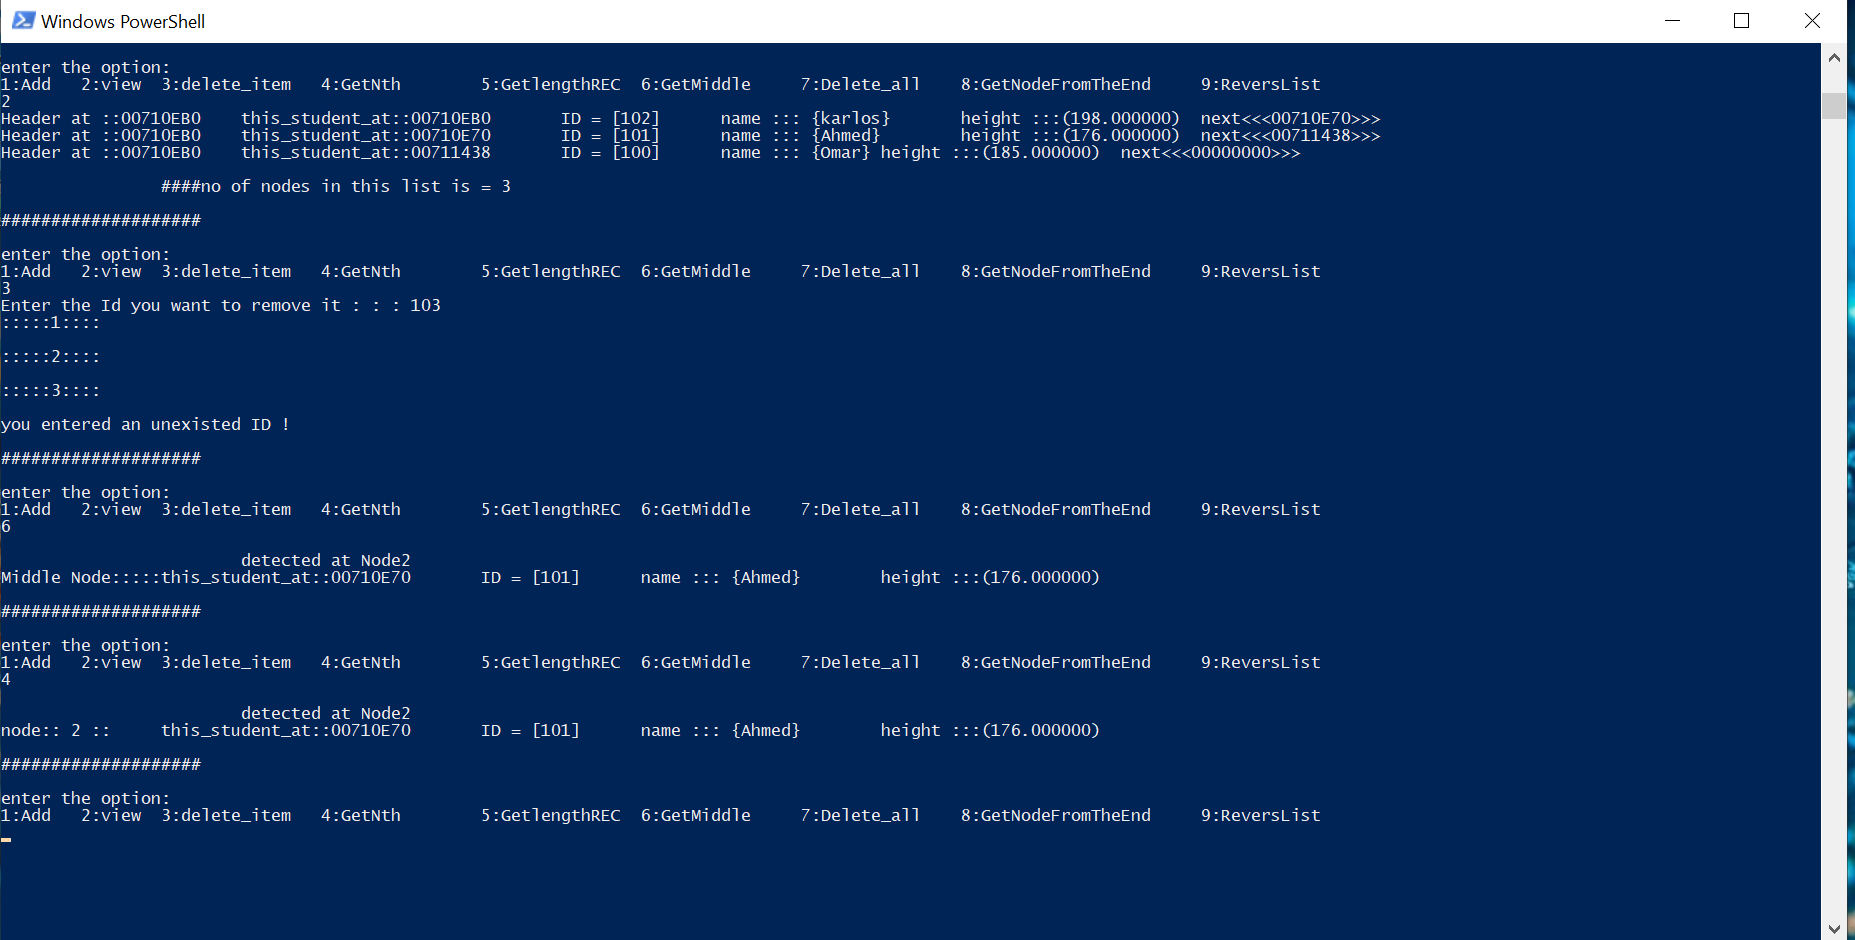 Windows PowerShell
enter the option:
1:Add   2:view  3:delete_item   4:GetNth        5:GetlengthREC  6:GetMiddle     7:Delete_all    8:GetNodeFromTheEnd     9:ReversList
2
Header at ::00710EB0    this_student_at::00710EB0       ID = [102]      name ::: {karlos}       height :::(198.000000)  next<<<00710E70>>>
Header at ::00710EB0    this_student_at::00710E70       ID = [101]      name ::: {Ahmed}        height :::(176.000000)  next<<<00711438>>>
Header at ::00710EB0    this_student_at::00711438       ID = [100]      name ::: {Omar} height :::(185.000000)  next<<<00000000>>>
####no of nodes in this list is = 3
####################
enter the option:
1:Add   2:view  3:delete_item   4:GetNth        5:GetlengthREC  6:GetMiddle     7:Delete_all    8:GetNodeFromTheEnd     9:ReversList
3
Enter the Id you want to remove it : : : 103
:::::1::::
:::::2::::
:::::3::::
you entered an unexisted ID !
####################
enter the option:
1:Add   2:view  3:delete_item   4:GetNth        5:GetlengthREC  6:GetMiddle     7:Delete_all    8:GetNodeFromTheEnd     9:ReversList
6
detected at Node2
Middle Node:::::this_student_at::00710E70       ID = [101]      name ::: {Ahmed}        height :::(176.000000)
####################
enter the option:
1:Add   2:view  3:delete_item   4:GetNth        5:GetlengthREC  6:GetMiddle     7:Delete_all    8:GetNodeFromTheEnd     9:ReversList
4
detected at Node2
node:: 2 ::     this_student_at::00710E70       ID = [101]      name ::: {Ahmed}        height :::(176.000000)
####################
enter the option:
1:Add   2:view  3:delete_item   4:GetNth        5:GetlengthREC  6:GetMiddle     7:Delete_all    8:GetNodeFromTheEnd     9:ReversList